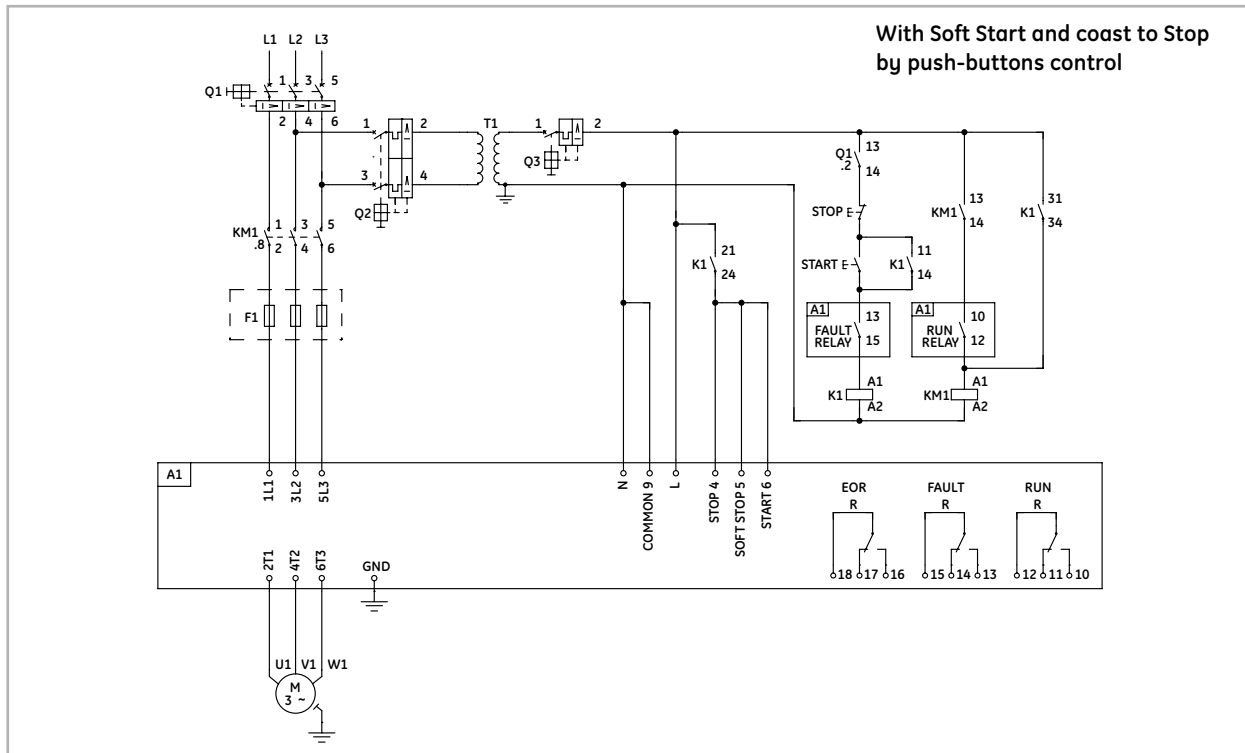 With Soft Start and coast to Stop
by push-buttons control
L1 L2 L3
Q1
1 3 5
2 4 6
1 2
3 4
Q2
T1
1 2
Q3
Q1
.2
13
14
STOP E
START E
K1
11
14
KM1
13
14
K1
31
34
K1
21
24
KM1
.8
1 3 5
2 4 6
F1
A1
FAULT
RELAY
13
15
A1
RUN
RELAY
10
12
K1
A1
A2
KM1
A1
A2
A1
1L1
3L2
5L3
N
COMMON 9
L
STOP 4
SOFT STOP 5
START 6
EOR
R
18 17 16
FAULT
R
15 14 13
RUN
R
12 11 10
2T1
4T2
6T3
GND
U1 V1 W1
M
3 ~